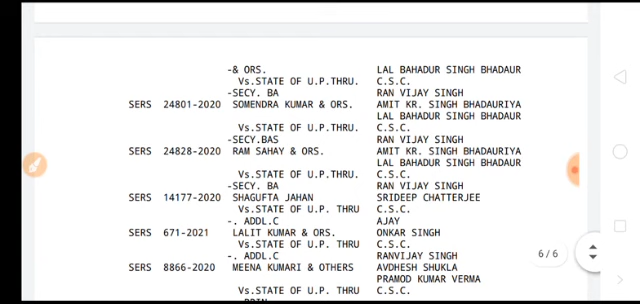 -& ORS. LAL BAHADUR SINGH BHADAUR
Vs.STATE OF U.P.THRU. C.S.C.
-SECY. BA RAN VIJAY SINGH
SERS 24801-2020 SOMENDRA KUMAR & ORS. AMIT KR. SINGH BHADAURIYA
LAL BAHADUR SINGH BHADAUR
Vs.STATE OF U.P.THRU. C.S.C.
-SECY.BAS RAN VIJAY SINGH
SERS 24828-2020 RAM SAHAY & ORS. AMIT KR. SINGH BHADAURIYA
LAL BAHADUR SINGH BHADAUR
Vs.STATE OF U.P.THRU. C.S.C.
-SECY. BA RAN VIJAY SINGH
SERS 14177-2020 SHAGUFTA JAHAN SRIDEEP CHATTERJEE
Vs.STATE OF U.P. THRU C.S.C.
-. ADDL.C AJAY
SERS 671-2021 LALIT KUMAR & ORS. ONKAR SINGH
Vs.STATE OF U.P. THRU C.S.C.
-. ADDL.C RANVIJAY SINGH
6/6
SERS 8866-2020 MEENA KUMARI & OTHERS AVDHESH SHUKLA
PRAMOD KUMAR VERMA
Vs.STATE OF U.P. THRU C.S.C.